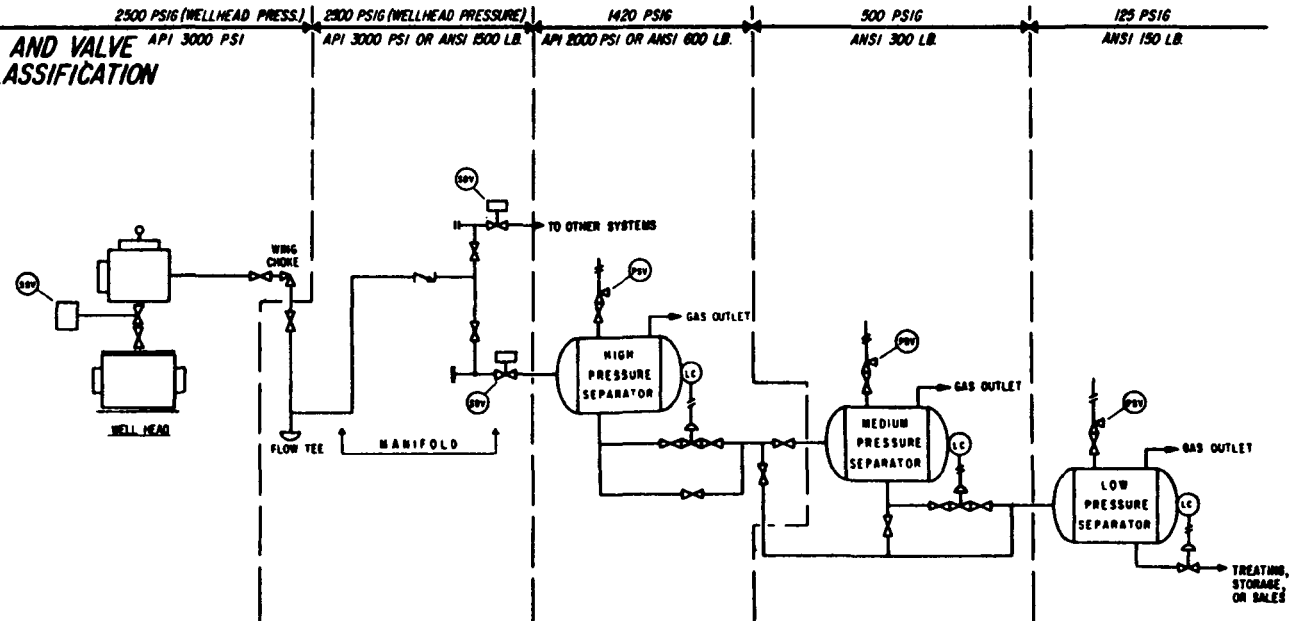 2500 PSIG (WELLHEAD PRESS.)
2500 PSIG (WELLHEAD PRESSURE)
1420 PSIG
500 PSIG
125 PSIG
AND VALVE
ASSIFICATION
API 3000 PSI
API 3000 PSI OR ANSI 1500 LB.
API 2000 PSI OR ANSI 600 LB.
ANSI 300 LB.
ANSI 150 LB.
SDV
TO OTHER SYSTEMS
WING
CHOKE
SSV
PSV
GAS OUTLET
HIGH
PRESSURE
SEPARATOR
LC
SDV
WELL HEAD
FLOW TEE
MANIFOLD
PSV
GAS OUTLET
MEDIUM
PRESSURE
SEPARATOR
LC
PSV
GAS OUTLET
LOW
PRESSURE
SEPARATOR
LC
TREATING,
STORAGE,
OR SALES